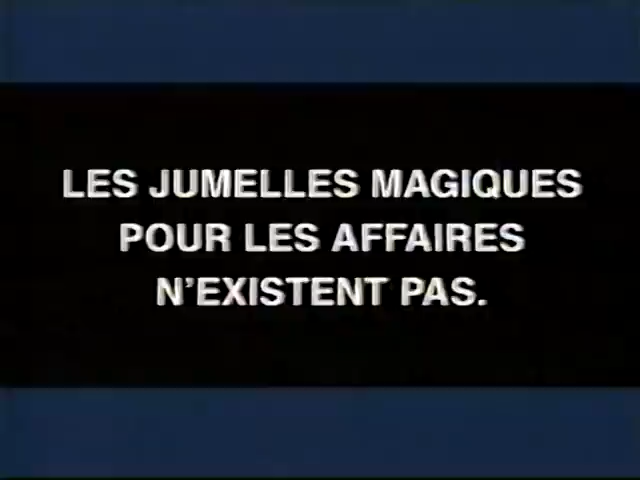 LES JUMELLES MAGIQUES
POUR LES AFFAIRES
N'EXISTENT PAS.